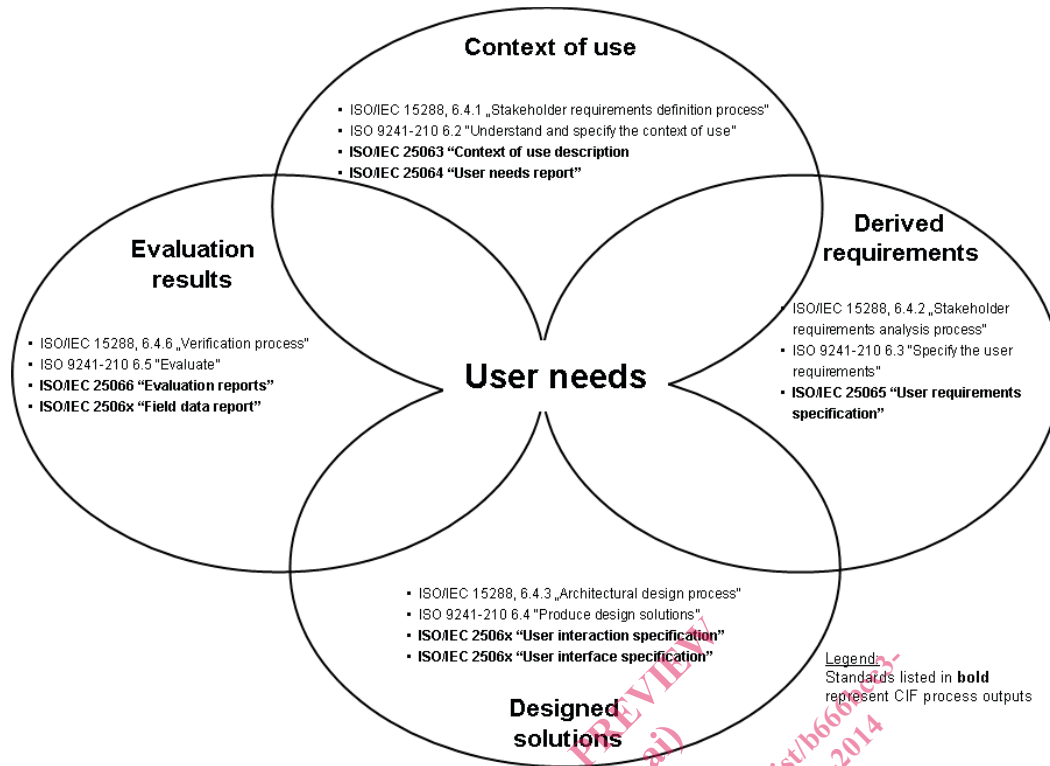 Context of use
▪ ISO/IEC 15288, 6.4.1 „Stakeholder requirements definition process”
▪ ISO 9241-210 6.2 "Understand and specify the context of use"
▪ ISO/IEC 25063 “Context of use description
▪ ISO/IEC 25064 “User needs report”
Evaluation
results
▪ ISO/IEC 15288, 6.4.6 „Verification process”
▪ ISO 9241-210 6.5 "Evaluate"
▪ ISO/IEC 25066 “Evaluation reports”
▪ ISO/IEC 2506x “Field data report”
Derived
requirements
▪ ISO/IEC 15288, 6.4.2 „Stakeholder
requirements analysis process”
▪ ISO 9241-210 6.3 "Specify the user
requirements"
▪ ISO/IEC 25065 “User requirements
specification”
User needs
▪ ISO/IEC 15288, 6.4.3 „Architectural design process”
▪ ISO 9241-210 6.4 "Produce design solutions"
▪ ISO/IEC 2506x “User interaction specification”
▪ ISO/IEC 2506x “User interface specification”
Designed
solutions
Legend:
Standards listed in bold
represent CIF process outputs
PREVIEW
ai)
ist/b666bce3-
-2014